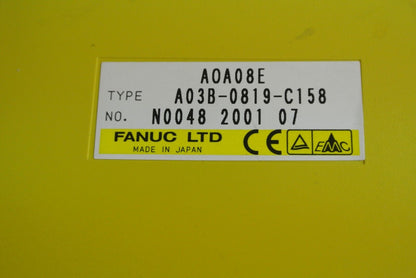 AOA08E
TYPE A03B-0819-C158
NO. N0048 2001 07
FANUC LTD
MADE IN JAPAN
CE
EMC